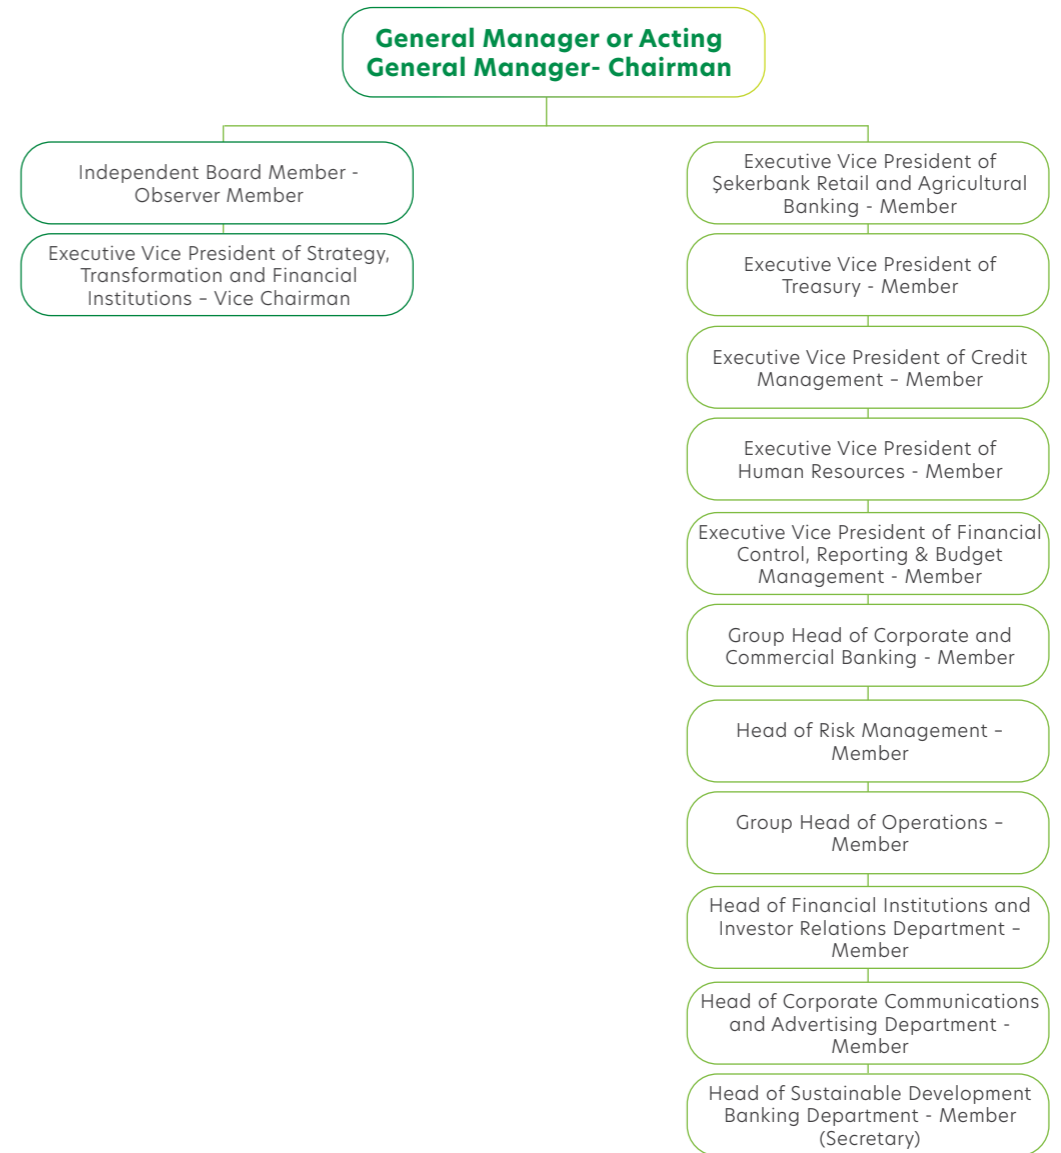 General Manager or Acting
General Manager- Chairman
Independent Board Member -
Observer Member
Executive Vice President of Strategy,
Transformation and Financial
Institutions – Vice Chairman
Executive Vice President of
Şekerbank Retail and Agricultural
Banking - Member
Executive Vice President of
Treasury - Member
Executive Vice President of Credit
Management – Member
Executive Vice President of
Human Resources - Member
Executive Vice President of Financial
Control, Reporting & Budget
Management - Member
Group Head of Corporate and
Commercial Banking - Member
Head of Risk Management –
Member
Group Head of Operations –
Member
Head of Financial Institutions and
Investor Relations Department –
Member
Head of Corporate Communications
and Advertising Department -
Member
Head of Sustainable Development
Banking Department - Member
(Secretary)